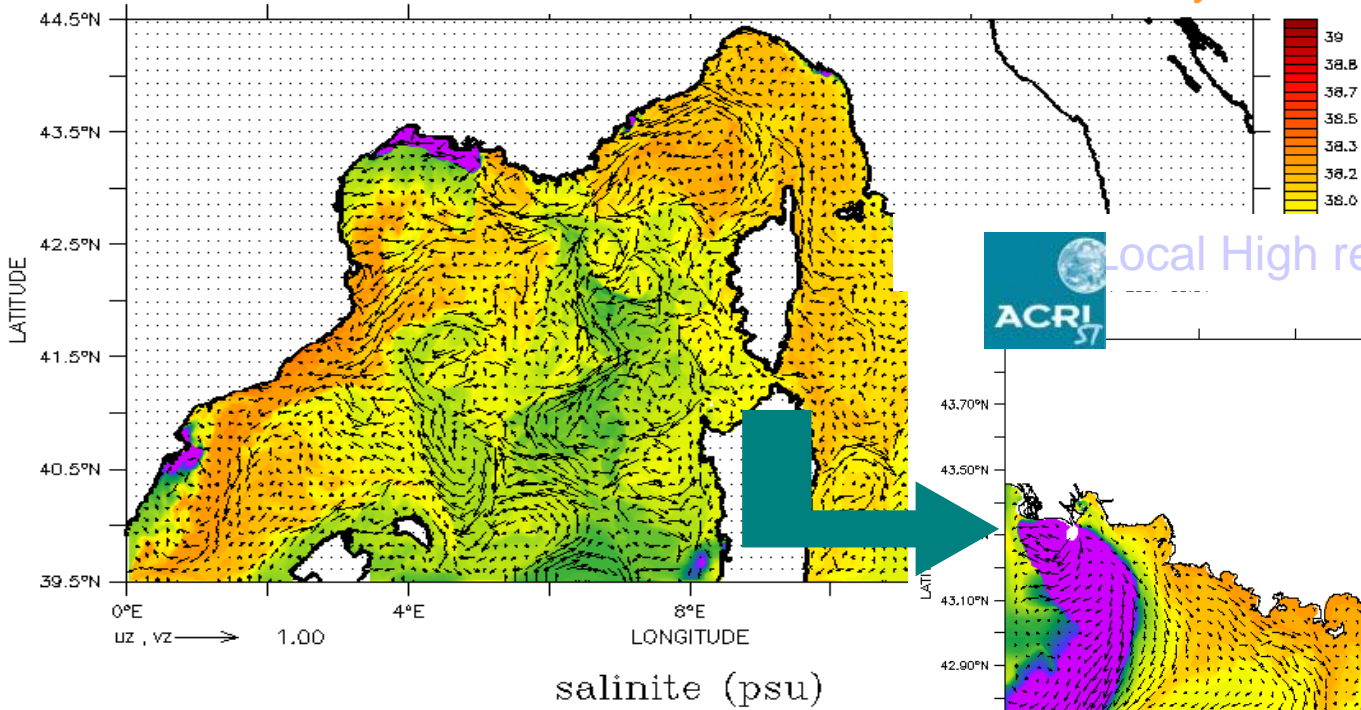 44.5°N
43.5°N
42.5°N
41.5°N
40.5°N
39.5°N
LATITUDE
0°E
4°E
8°E
LONGITUDE
uz , vz 1.00
salinite (psu)
39
38.8
38.7
38.5
38.3
38.2
38.0
Local High re
ACRI
ST
43.70°N
43.50°N
43.10°N
42.90°N